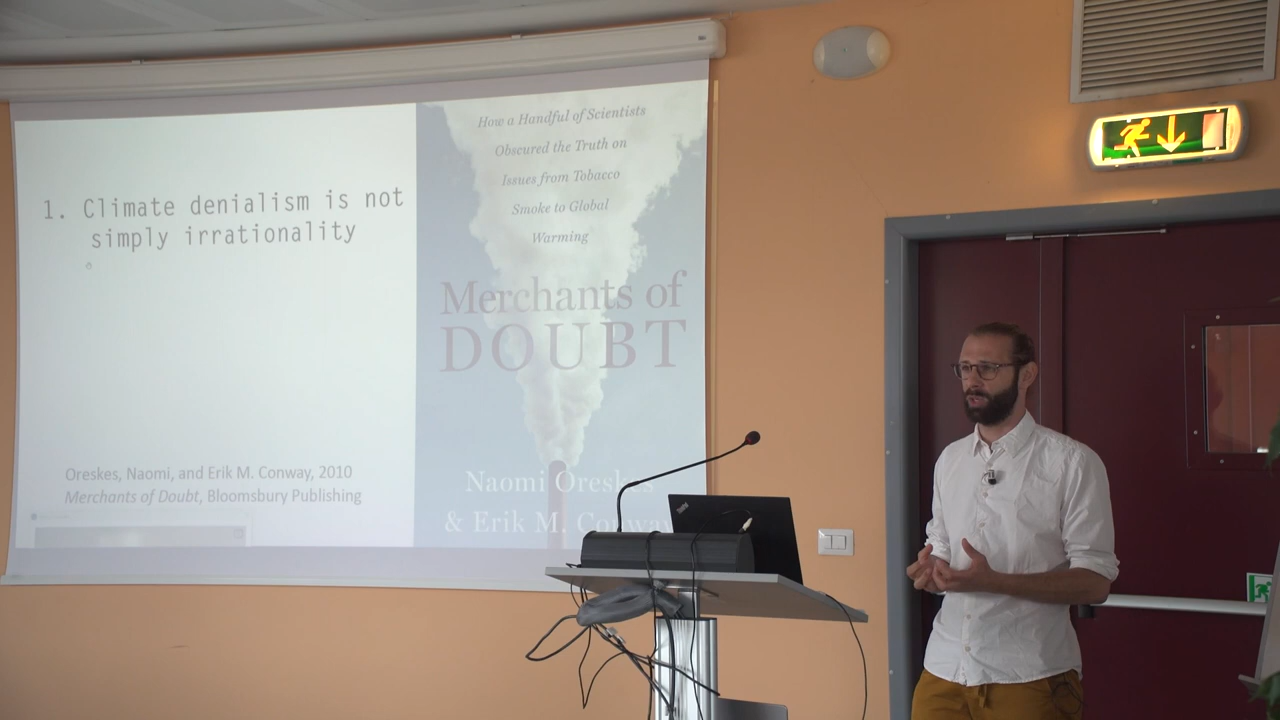 1. Climate denialism is not
simply irrationality
Oreskes, Naomi, and Erik M. Conway, 2010
Merchants of Doubt, Bloomsbury Publishing
How a Handful of Scientists
Obscured the Truth on
Issues from Tobacco
Smoke to Global
Warming
Merchants of
DOUBT
Naomi Oreskes
& Erik M. Conway
ThinkPad